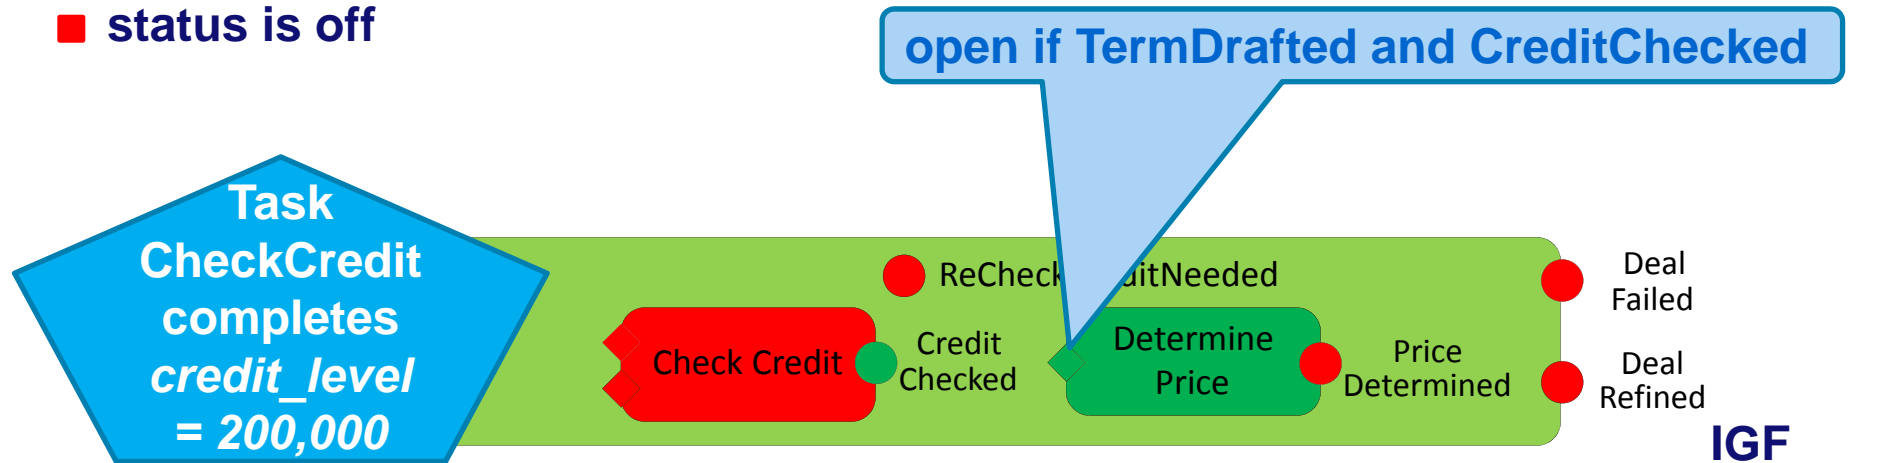 status is off
open if TermDrafted and CreditChecked
Task
CheckCredit
completes
credit_level
= 200,000
ReCheck
itNeeded
Check Credit
Credit
Checked
Determine
Price
Price
Determined
Deal
Failed
Deal
Refined
IGF